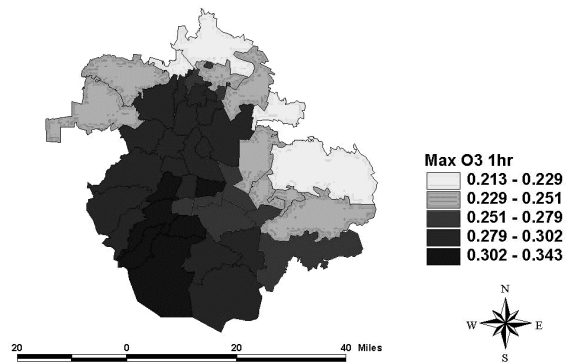 Max O3 1hr
0.213 - 0.229
0.229 - 0.251
0.251 - 0.279
0.279 - 0.302
0.302 - 0.343
N
W E
S
20 0 20 40 Miles